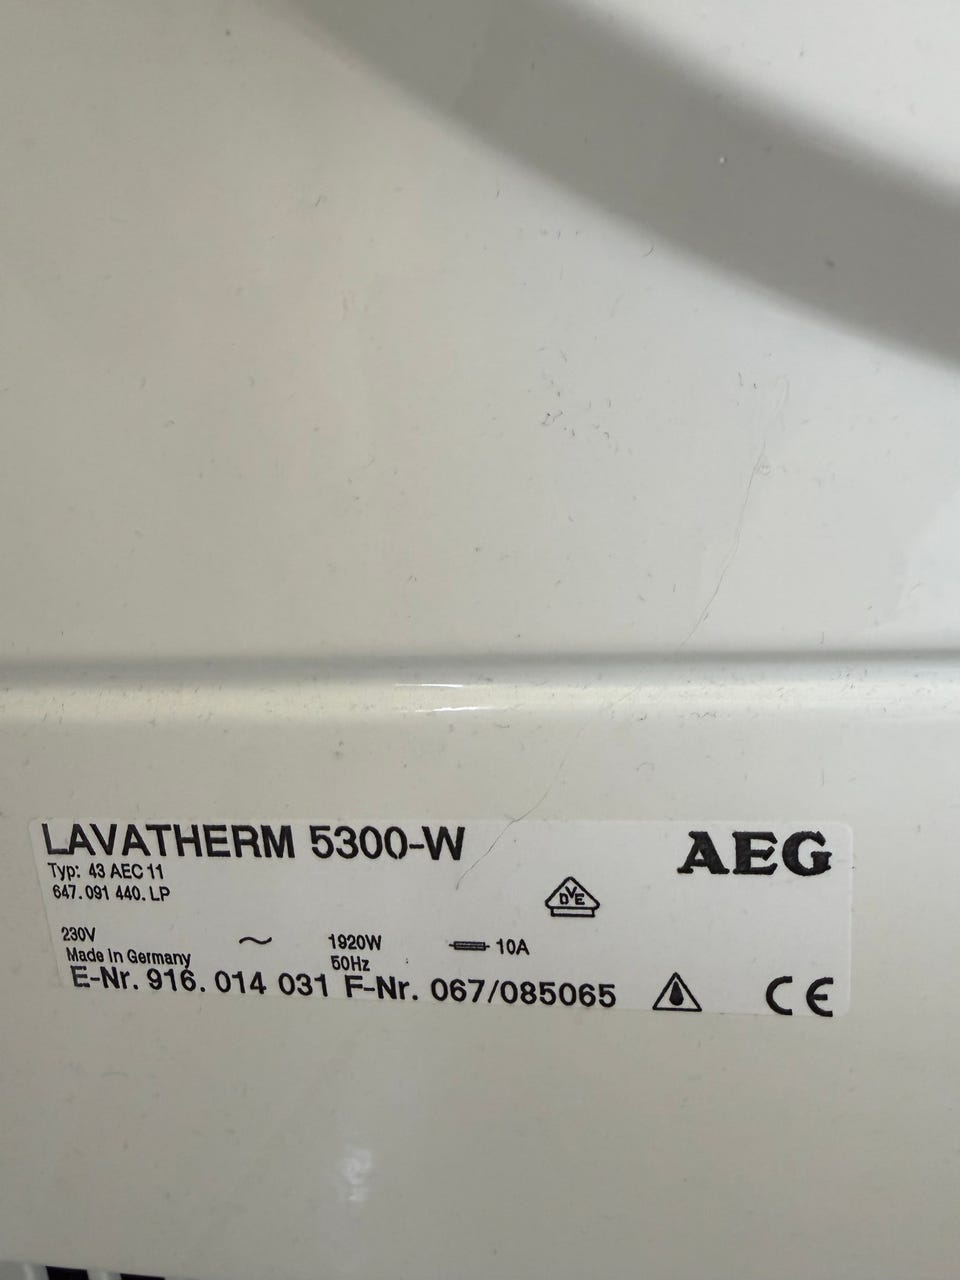 LAVATHERM 5300-W
AEG
Typ: 43 AEC 11
647. 091 440. LP
DVE
230V ~ 1920W 10A
Made In Germany 50Hz
E-Nr. 916. 014 031 F-Nr. 067/085065
CE